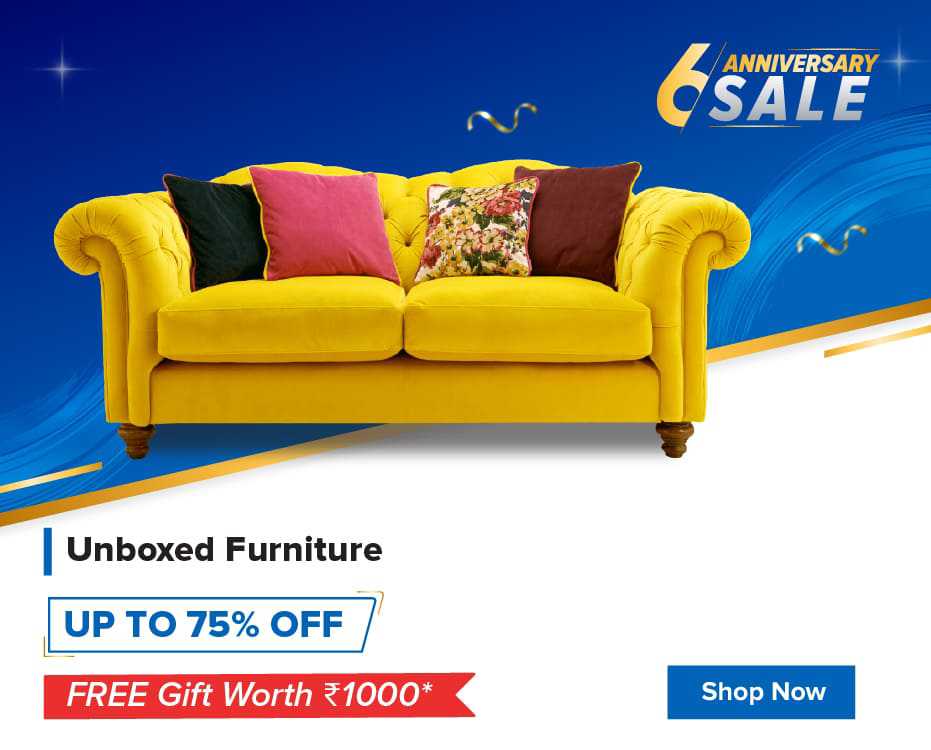 6 ANNIVERSARY
SALE
Unboxed Furniture
UP TO 75% OFF
FREE Gift Worth ₹1000*
Shop Now